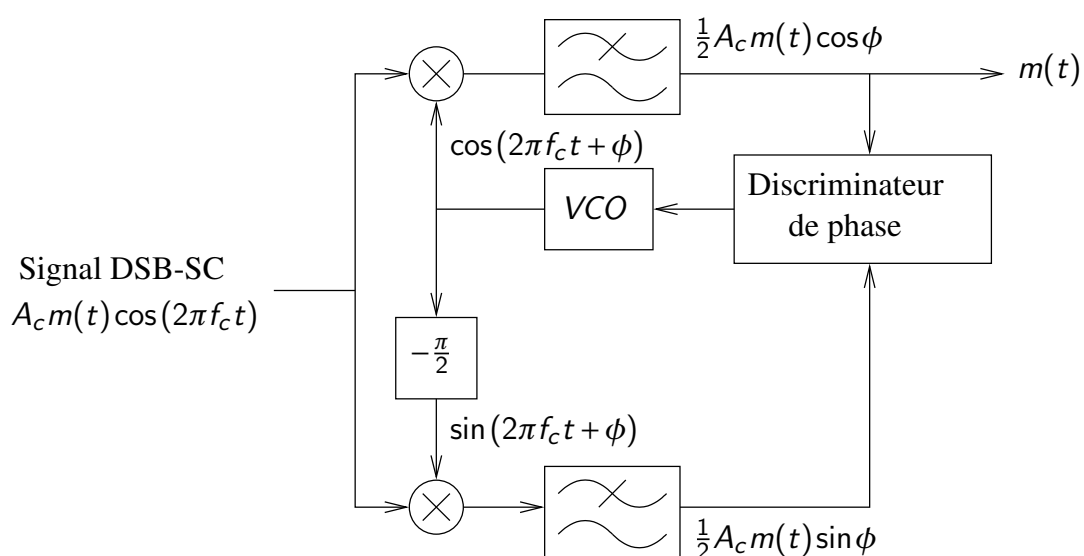 ½A_c m(t) cos ϕ
m(t)
cos(2πf_c t + ϕ)
VCO
Discriminateur
de phase
Signal DSB-SC
A_c m(t) cos(2πf_c t)
−π/2
sin(2πf_c t + ϕ)
½A_c m(t) sin ϕ